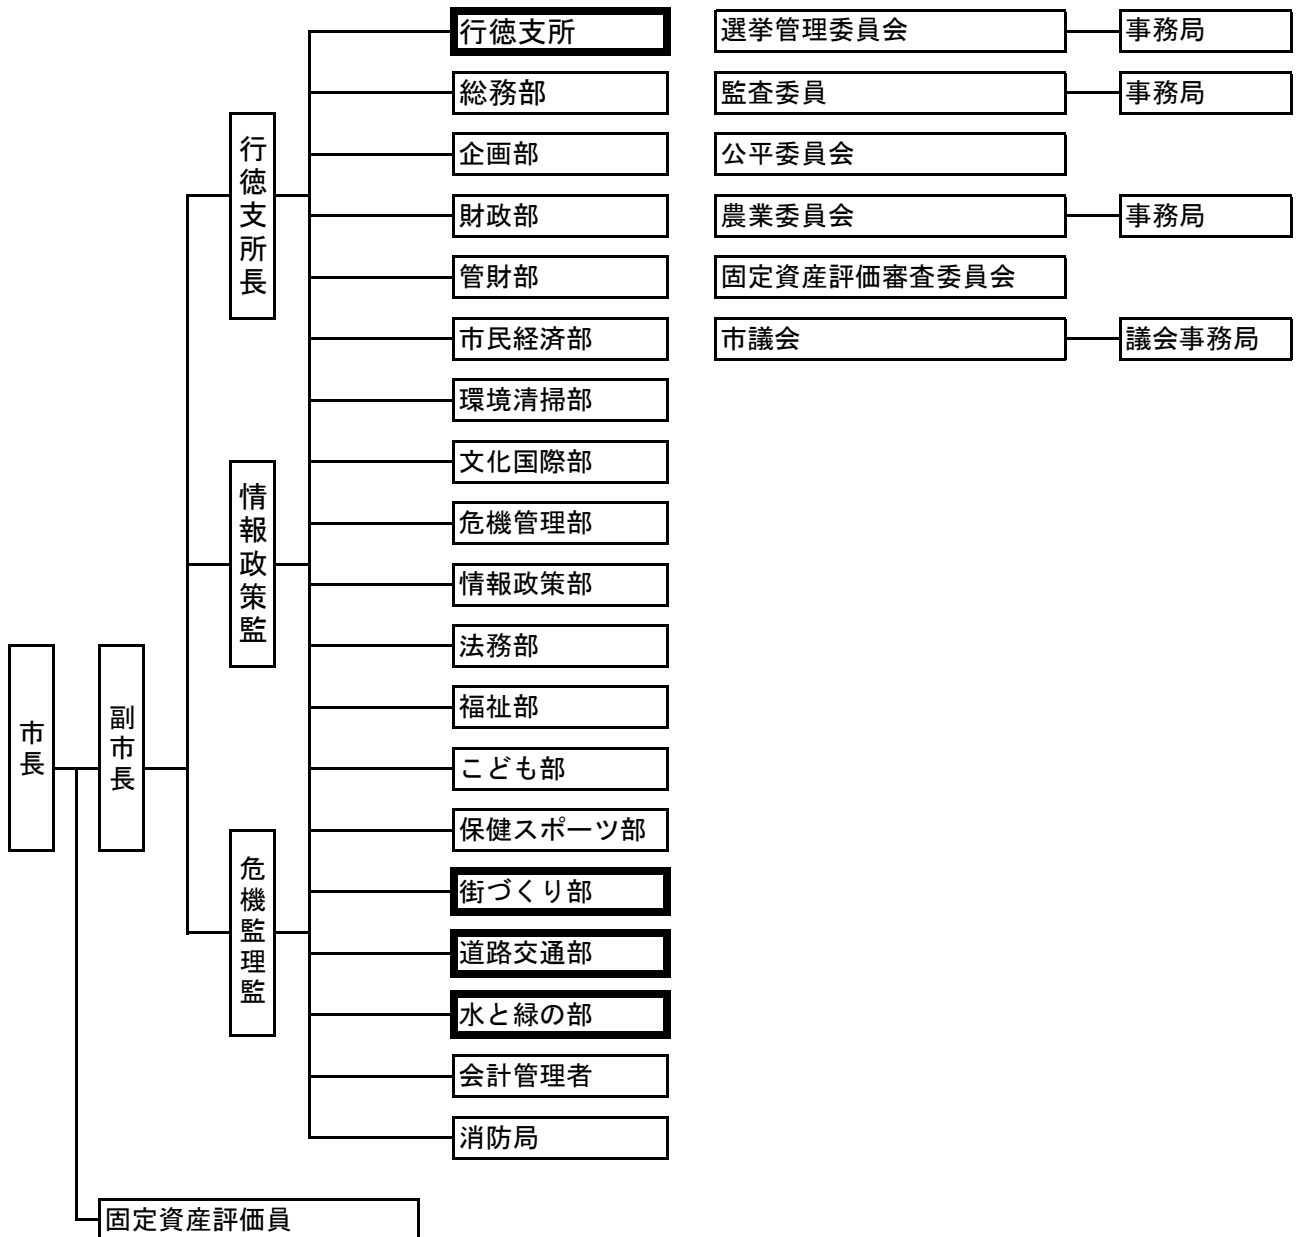 市長
副市長
行徳支所長
情報政策監
危機監理監
行徳支所
総務部
企画部
財政部
管財部
市民経済部
環境清掃部
文化国際部
危機管理部
情報政策部
法務部
福祉部
こども部
保健スポーツ部
街づくり部
道路交通部
水と緑の部
会計管理者
消防局
固定資産評価員
選挙管理委員会
事務局
監査委員
事務局
公平委員会
農業委員会
事務局
固定資産評価審査委員会
市議会
議会事務局